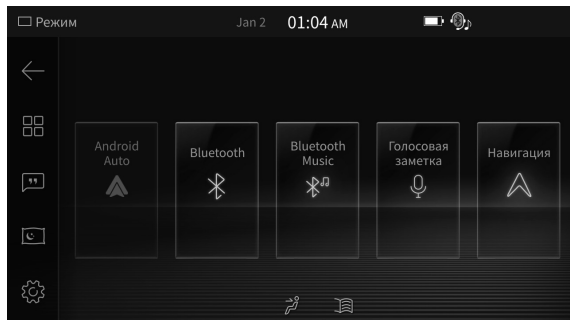 Режим
Jan 2 01:04 AM
Android
Auto
Bluetooth
Bluetooth
Music
Голосовая
заметка
Навигация